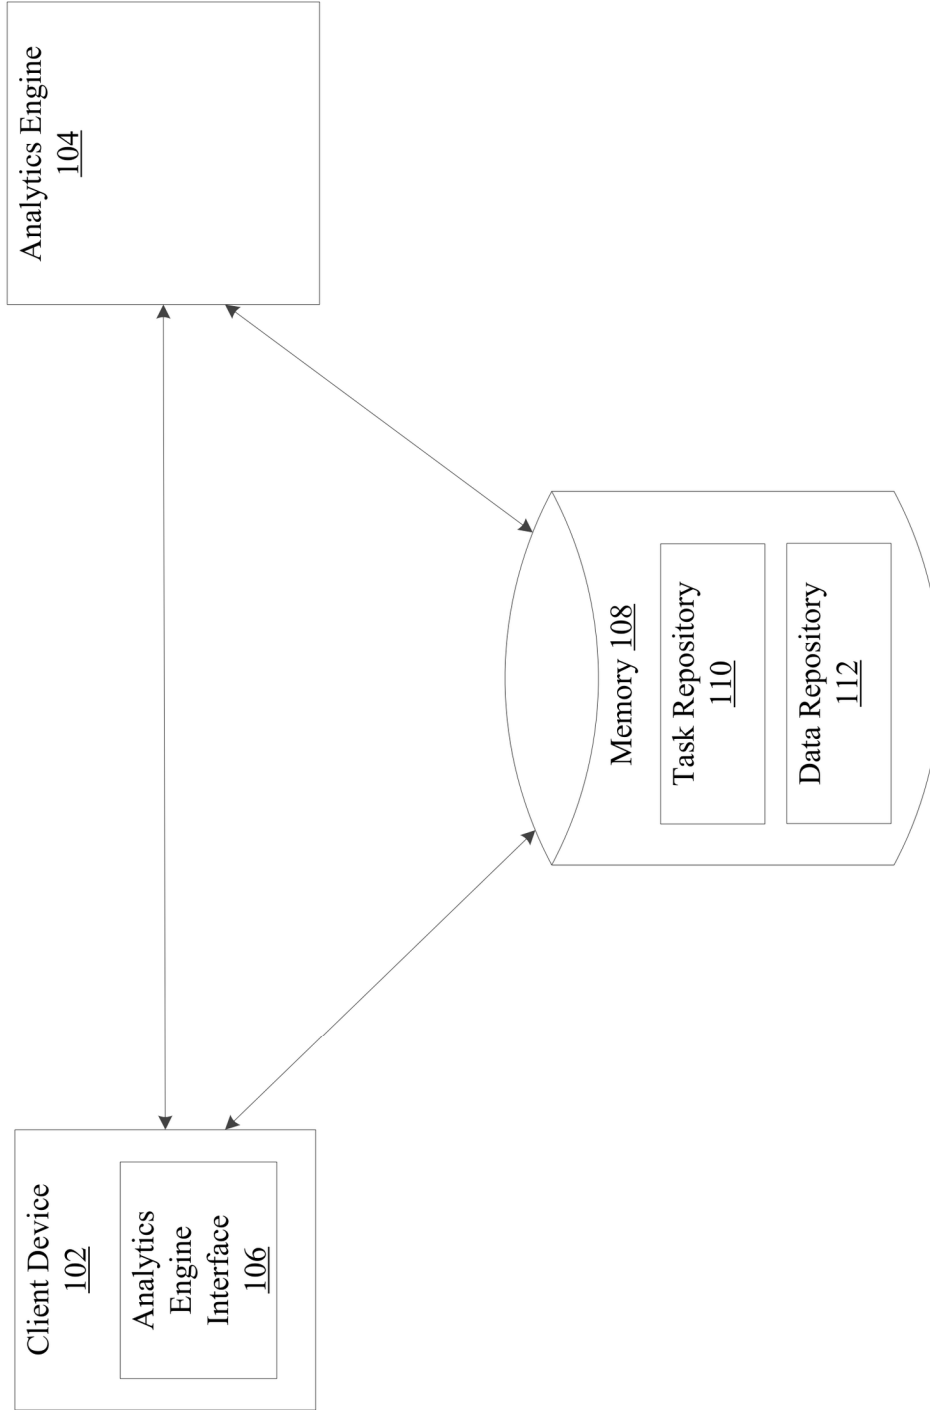 Client Device
102
Analytics
Engine
Interface
106
Analytics Engine
104
Memory 108
Task Repository
110
Data Repository
112